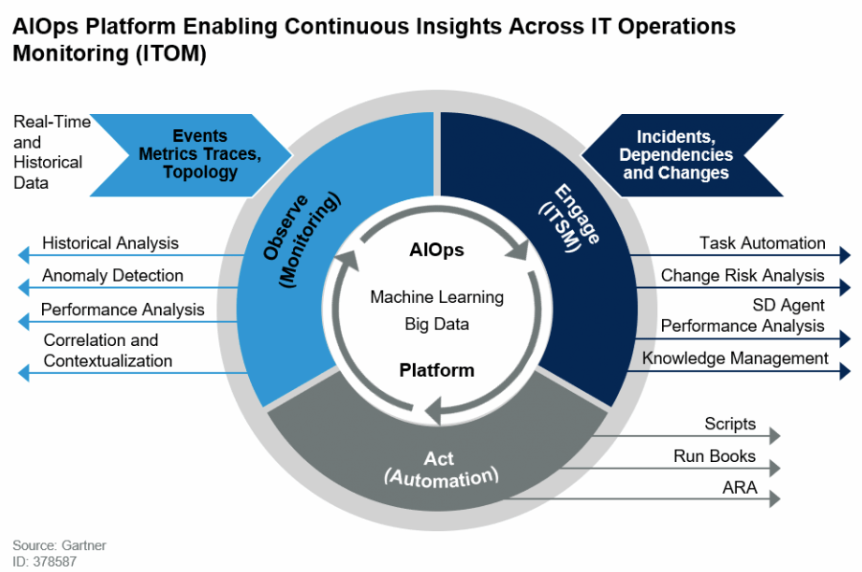 AIOps Platform Enabling Continuous Insights Across IT Operations
Monitoring (ITOM)
Real-Time
and
Historical
Data
Events
Metrics Traces,
Topology
Incidents,
Dependencies
and Changes
Observe
(Monitoring)
Engage
(ITSM)
AIOps
Machine Learning
Big Data
Platform
Historical Analysis
Anomaly Detection
Performance Analysis
Correlation and
Contextualization
Task Automation
Change Risk Analysis
SD Agent
Performance Analysis
Knowledge Management
Act
(Automation)
Scripts
Run Books
ARA
Source: Gartner
ID: 378587